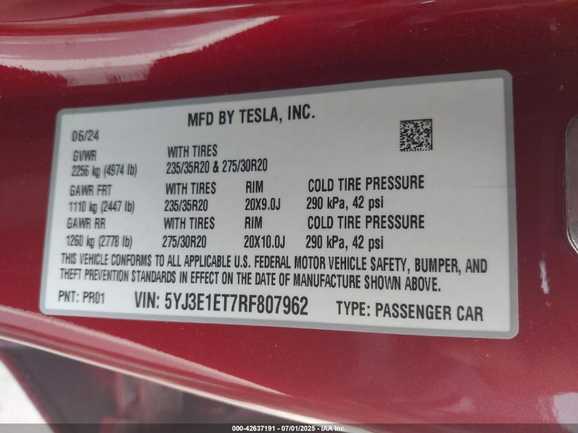 MFD BY TESLA, INC.
06/24
GVWR WITH TIRES
2256 kg (4974 lb) 235/35R20 & 275/30R20
GAWR FRT WITH TIRES RIM COLD TIRE PRESSURE
1110 kg (2447 lb) 235/35R20 20X9.0J 290 kPa, 42 psi
GAWR RR WITH TIRES RIM COLD TIRE PRESSURE
1260 kg (2778 lb) 275/30R20 20X10.0J 290 kPa, 42 psi
THIS VEHICLE CONFORMS TO ALL APPLICABLE U.S. FEDERAL MOTOR VEHICLE SAFETY, BUMPER, AND
THEFT PREVENTION STANDARDS IN EFFECT ON THE DATE OF MANUFACTURE SHOWN ABOVE.
PNT: PR01 VIN: 5YJ3E1ET7RF807962 TYPE: PASSENGER CAR
000-42637191 - 07/01/2025 - IAA Inc.